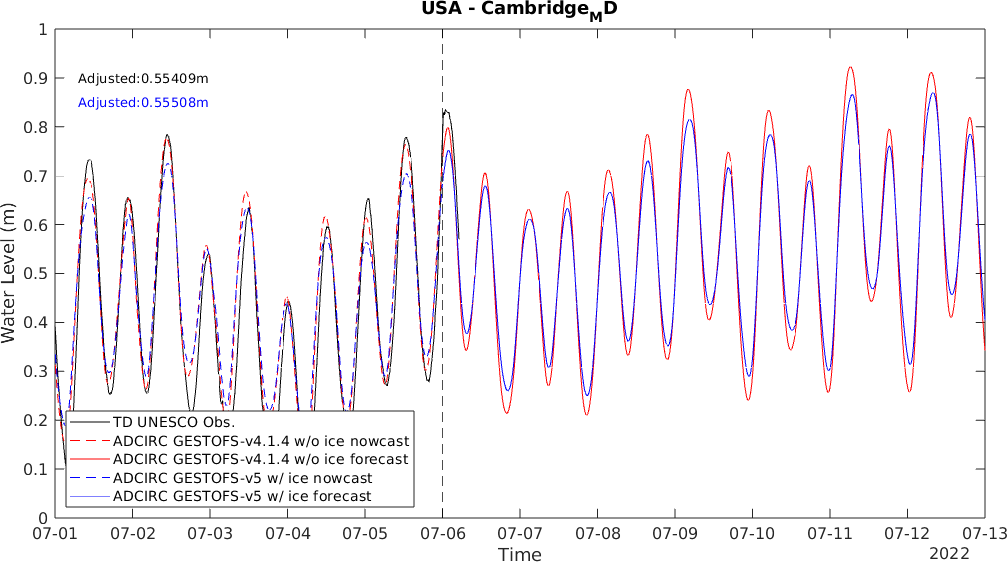 USA - Cambridge_MD
Adjusted:0.55409m
Adjusted:0.55508m
Water Level (m)
1
0.9
0.8
0.7
0.6
0.5
0.4
0.3
0.2
0.1
0
TD UNESCO Obs.
ADCIRC GESTOFS-v4.1.4 w/o ice nowcast
ADCIRC GESTOFS-v4.1.4 w/o ice forecast
ADCIRC GESTOFS-v5 w/ ice nowcast
ADCIRC GESTOFS-v5 w/ ice forecast
07-01 07-02 07-03 07-04 07-05 07-06 07-07 07-08 07-09 07-10 07-11 07-12 07-13
Time
2022